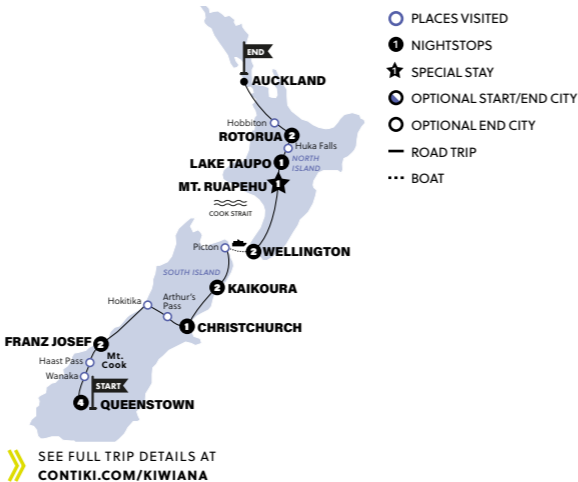 END
AUCKLAND
Hobbiton
ROTORUA
2
Huka Falls
LAKE TAUPO
1
NORTH
ISLAND
MT. RUAPEHU
1
COOK STRAIT
Picton
2
WELLINGTON
SOUTH ISLAND
2
KAIKOURA
Hokitika
Arthur's
Pass
1
CHRISTCHURCH
FRANZ JOSEF
2
Mt.
Cook
Haast Pass
Wanaka
START
4
QUEENSTOWN
PLACES VISITED
1
NIGHTSTOPS
1
SPECIAL STAY
OPTIONAL START/END CITY
OPTIONAL END CITY
ROAD TRIP
BOAT
SEE FULL TRIP DETAILS AT
CONTIKI.COM/KIWIANA